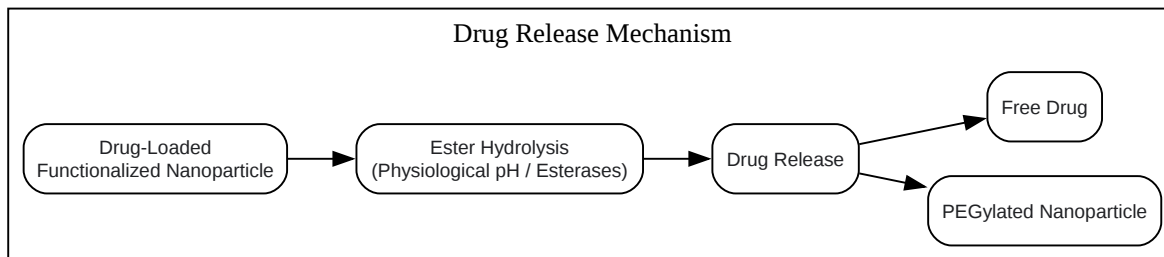 Drug Release Mechanism
Drug-Loaded
Functionalized Nanoparticle
Ester Hydrolysis
(Physiological pH / Esterases)
Drug Release
Free Drug
PEGylated Nanoparticle